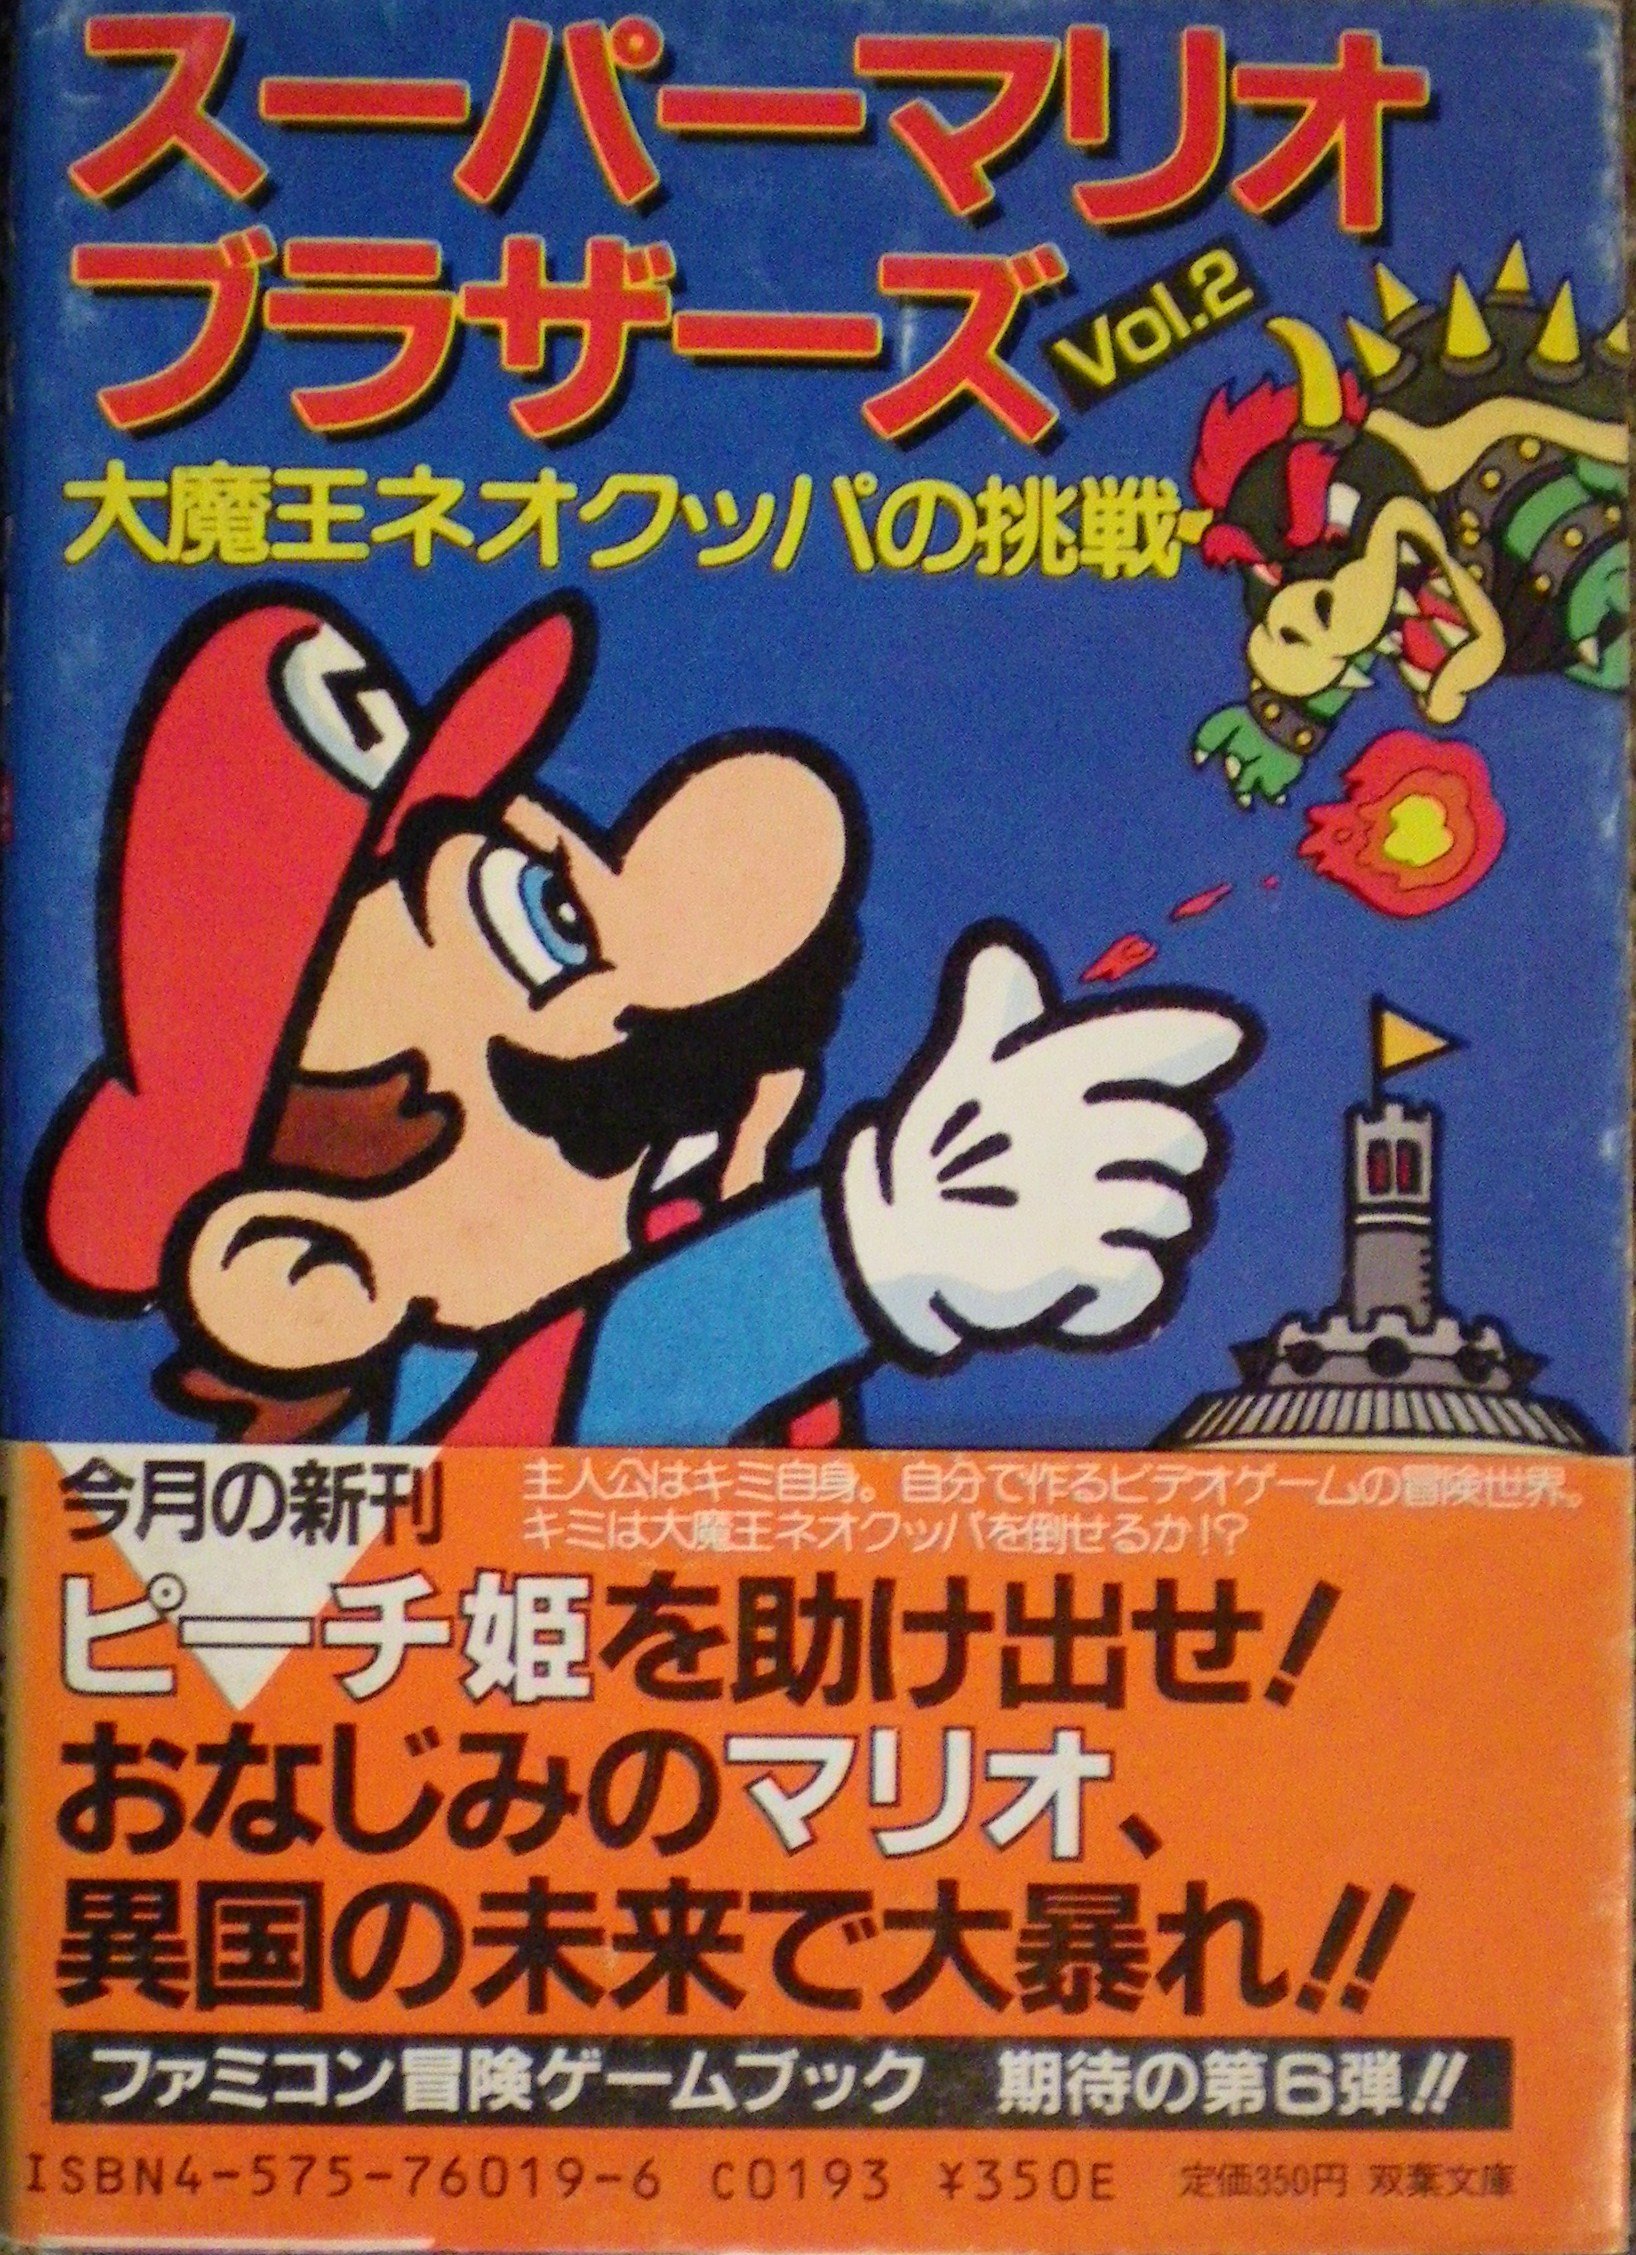 スーパーマリオ
ブラザーズ Vol.2
大魔王ネオクッパの挑戦
今月の新刊
主人公はキミ自身。自分で作るビデオゲームの冒険世界。
キミは大魔王ネオクッパを倒せるか!?
ピーチ姫を助け出せ!
おなじみのマリオ、
異国の未来で大暴れ!!
ファミコン冒険ゲームブック 期待の第6弾!!
ISBN4-575-76019-6 C0193 ¥350E 定価350円 双葉文庫